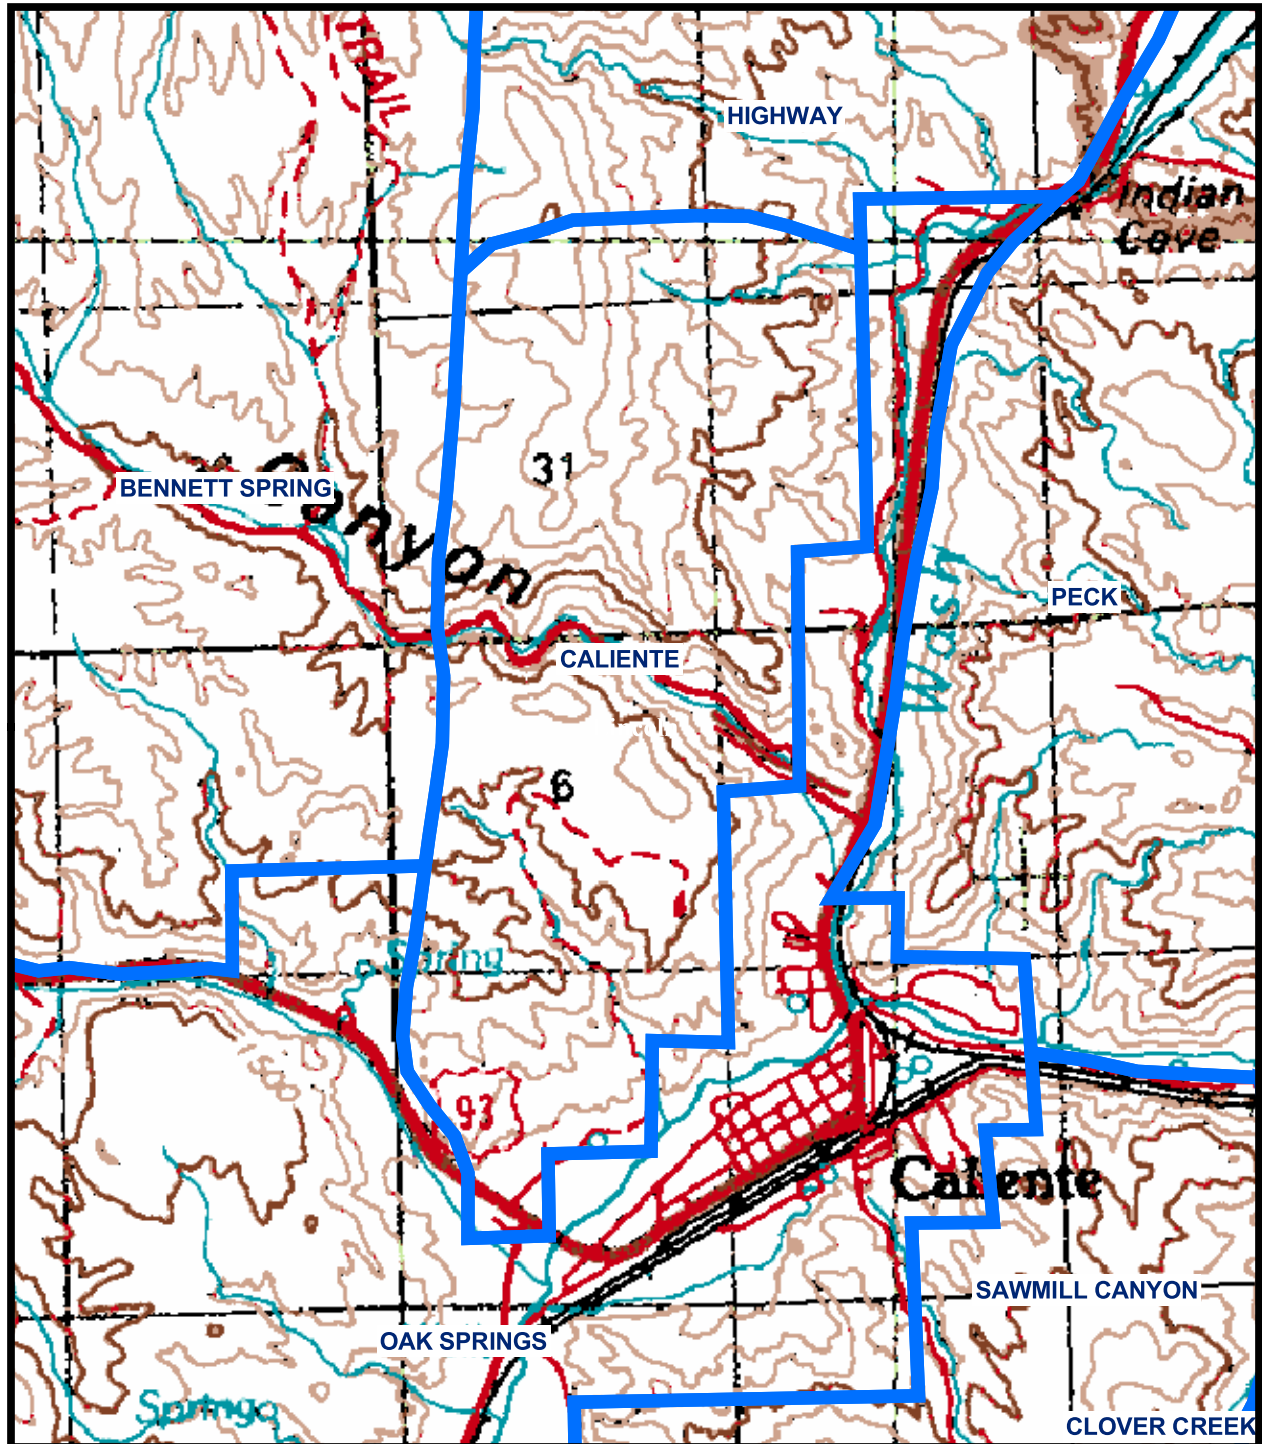 TRAIL
HIGHWAY
Indian
Cove
31
BENNETT SPRING
Canyon
Wash
PECK
CALIENTE
6
Spring
93
Caliente
SAWMILL CANYON
OAK SPRINGS
Springs
CLOVER CREEK